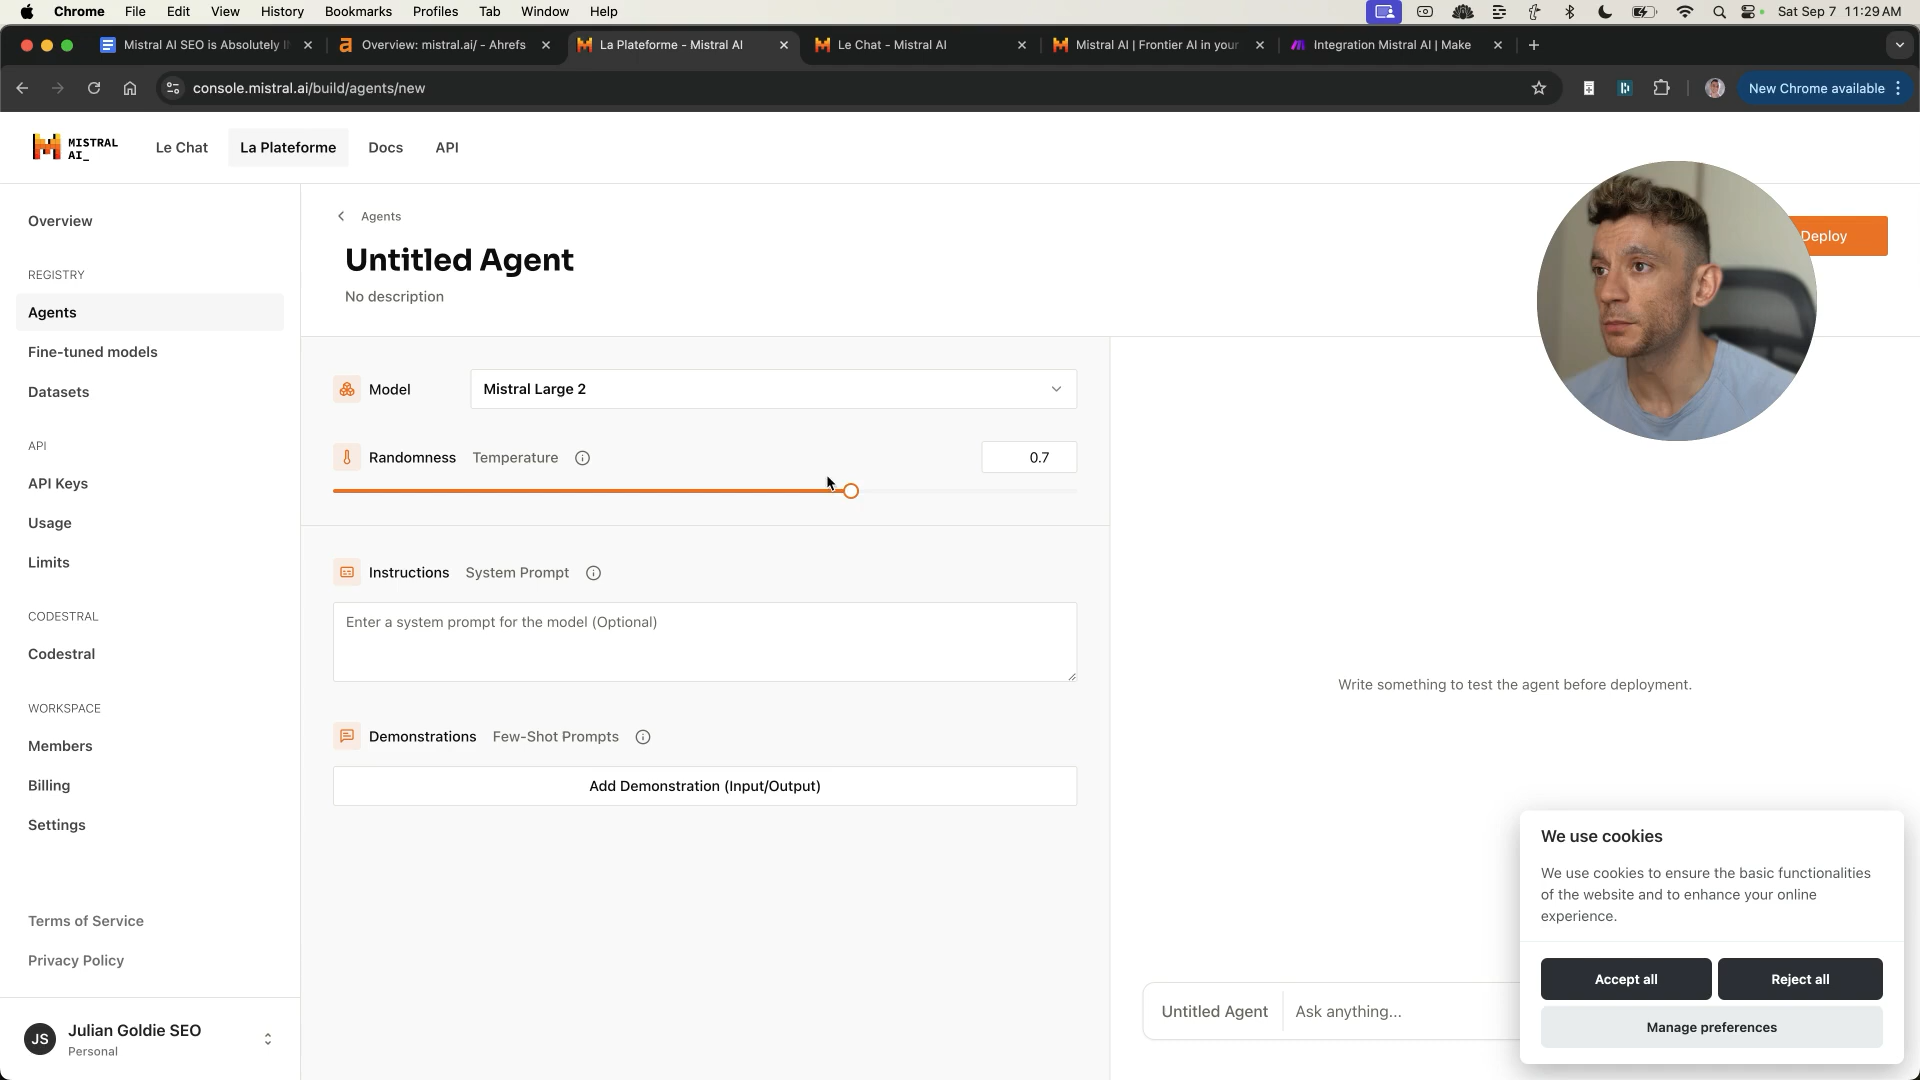 Chrome File Edit View History Bookmarks Profiles Tab Window Help Sat Sep 7 11:29 AM
Mistral AI SEO is Absolutely Overview: mistral.ai/ - Ahrefs La Plateforme - Mistral AI Le Chat - Mistral AI Mistral AI | Frontier AI in your Integration Mistral AI | Make
console.mistral.ai/build/agents/new New Chrome available
MISTRAL
AI_
Le Chat La Plateforme Docs API
Overview
REGISTRY
Agents
Fine-tuned models
Datasets
API
API Keys
Usage
Limits
CODESTRAL
Codestral
WORKSPACE
Members
Billing
Settings
Terms of Service
Privacy Policy
JS
Julian Goldie SEO
Personal
Agents
Untitled Agent
No description
Deploy
Model Mistral Large 2
Randomness Temperature 0.7
Instructions System Prompt
Enter a system prompt for the model (Optional)
Demonstrations Few-Shot Prompts
Add Demonstration (Input/Output)
Write something to test the agent before deployment.
Untitled Agent Ask anything...
We use cookies
We use cookies to ensure the basic functionalities
of the website and to enhance your online
experience.
Accept all Reject all
Manage preferences